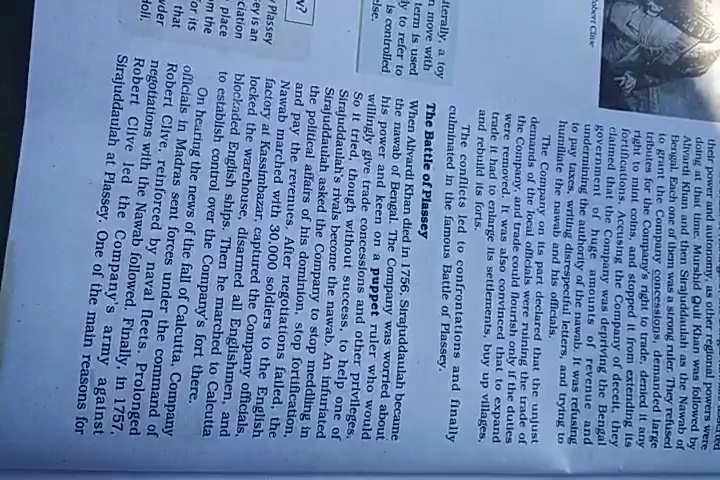 their power and autonomy, as other regional powers were
doing at that time. Murshid Quli Khan was followed by
Alivardi Khan and then Sirajuddaulah as the Nawab of
Bengal. Each one of them was a strong ruler. They refused
to grant the Company concessions, demanded large
tributes for the Company's right to trade, denied it any
right to mint coins, and stopped it from extending its
fortifications. Accusing the Company of deceit, they
claimed that the Company was depriving the Bengal
government of huge amounts of revenue and
undermining the authority of the nawab. It was refusing
to pay taxes, writing disrespectful letters, and trying to
humiliate the nawab and his officials.
The Company on its part declared that the unjust
demands of the local officials were ruining the trade of
the Company, and trade could flourish only if the duties
were removed. It was also convinced that to expand
trade it had to enlarge its settlements, buy up villages,
and rebuild its forts.
The conflicts led to confrontations and finally
culminated in the famous Battle of Plassey.
The Battle of Plassey
When Alivardi Khan died in 1756, Sirajuddaulah became
the nawab of Bengal. The Company was worried about
his power and keen on a puppet ruler who would
willingly give trade concessions and other privileges.
So it tried, though without success, to help one of
Sirajuddaulah's rivals become the nawab. An infuriated
Sirajuddaulah asked the Company to stop meddling in
the political affairs of his dominion, stop fortification,
and pay the revenues. After negotiations failed, the
Nawab marched with 30,000 soldiers to the English
factory at Kassimbazar, captured the Company officials,
locked the warehouse, disarmed all Englishmen, and
blockaded English ships. Then he marched to Calcutta
to establish control over the Company's fort there.
On hearing the news of the fall of Calcutta, Company
officials in Madras sent forces under the command of
Robert Clive, reinforced by naval fleets. Prolonged
negotiations with the Nawab followed. Finally, in 1757,
Robert Clive led the Company's army against
Sirajuddaulah at Plassey. One of the main reasons for
Robert Clive
iterally, a toy
move with
term is used
ly to refer to
is controlled
lse.
y?
Plassey
ey is an
ciation
place
m the
for its
that
wder
Holi.